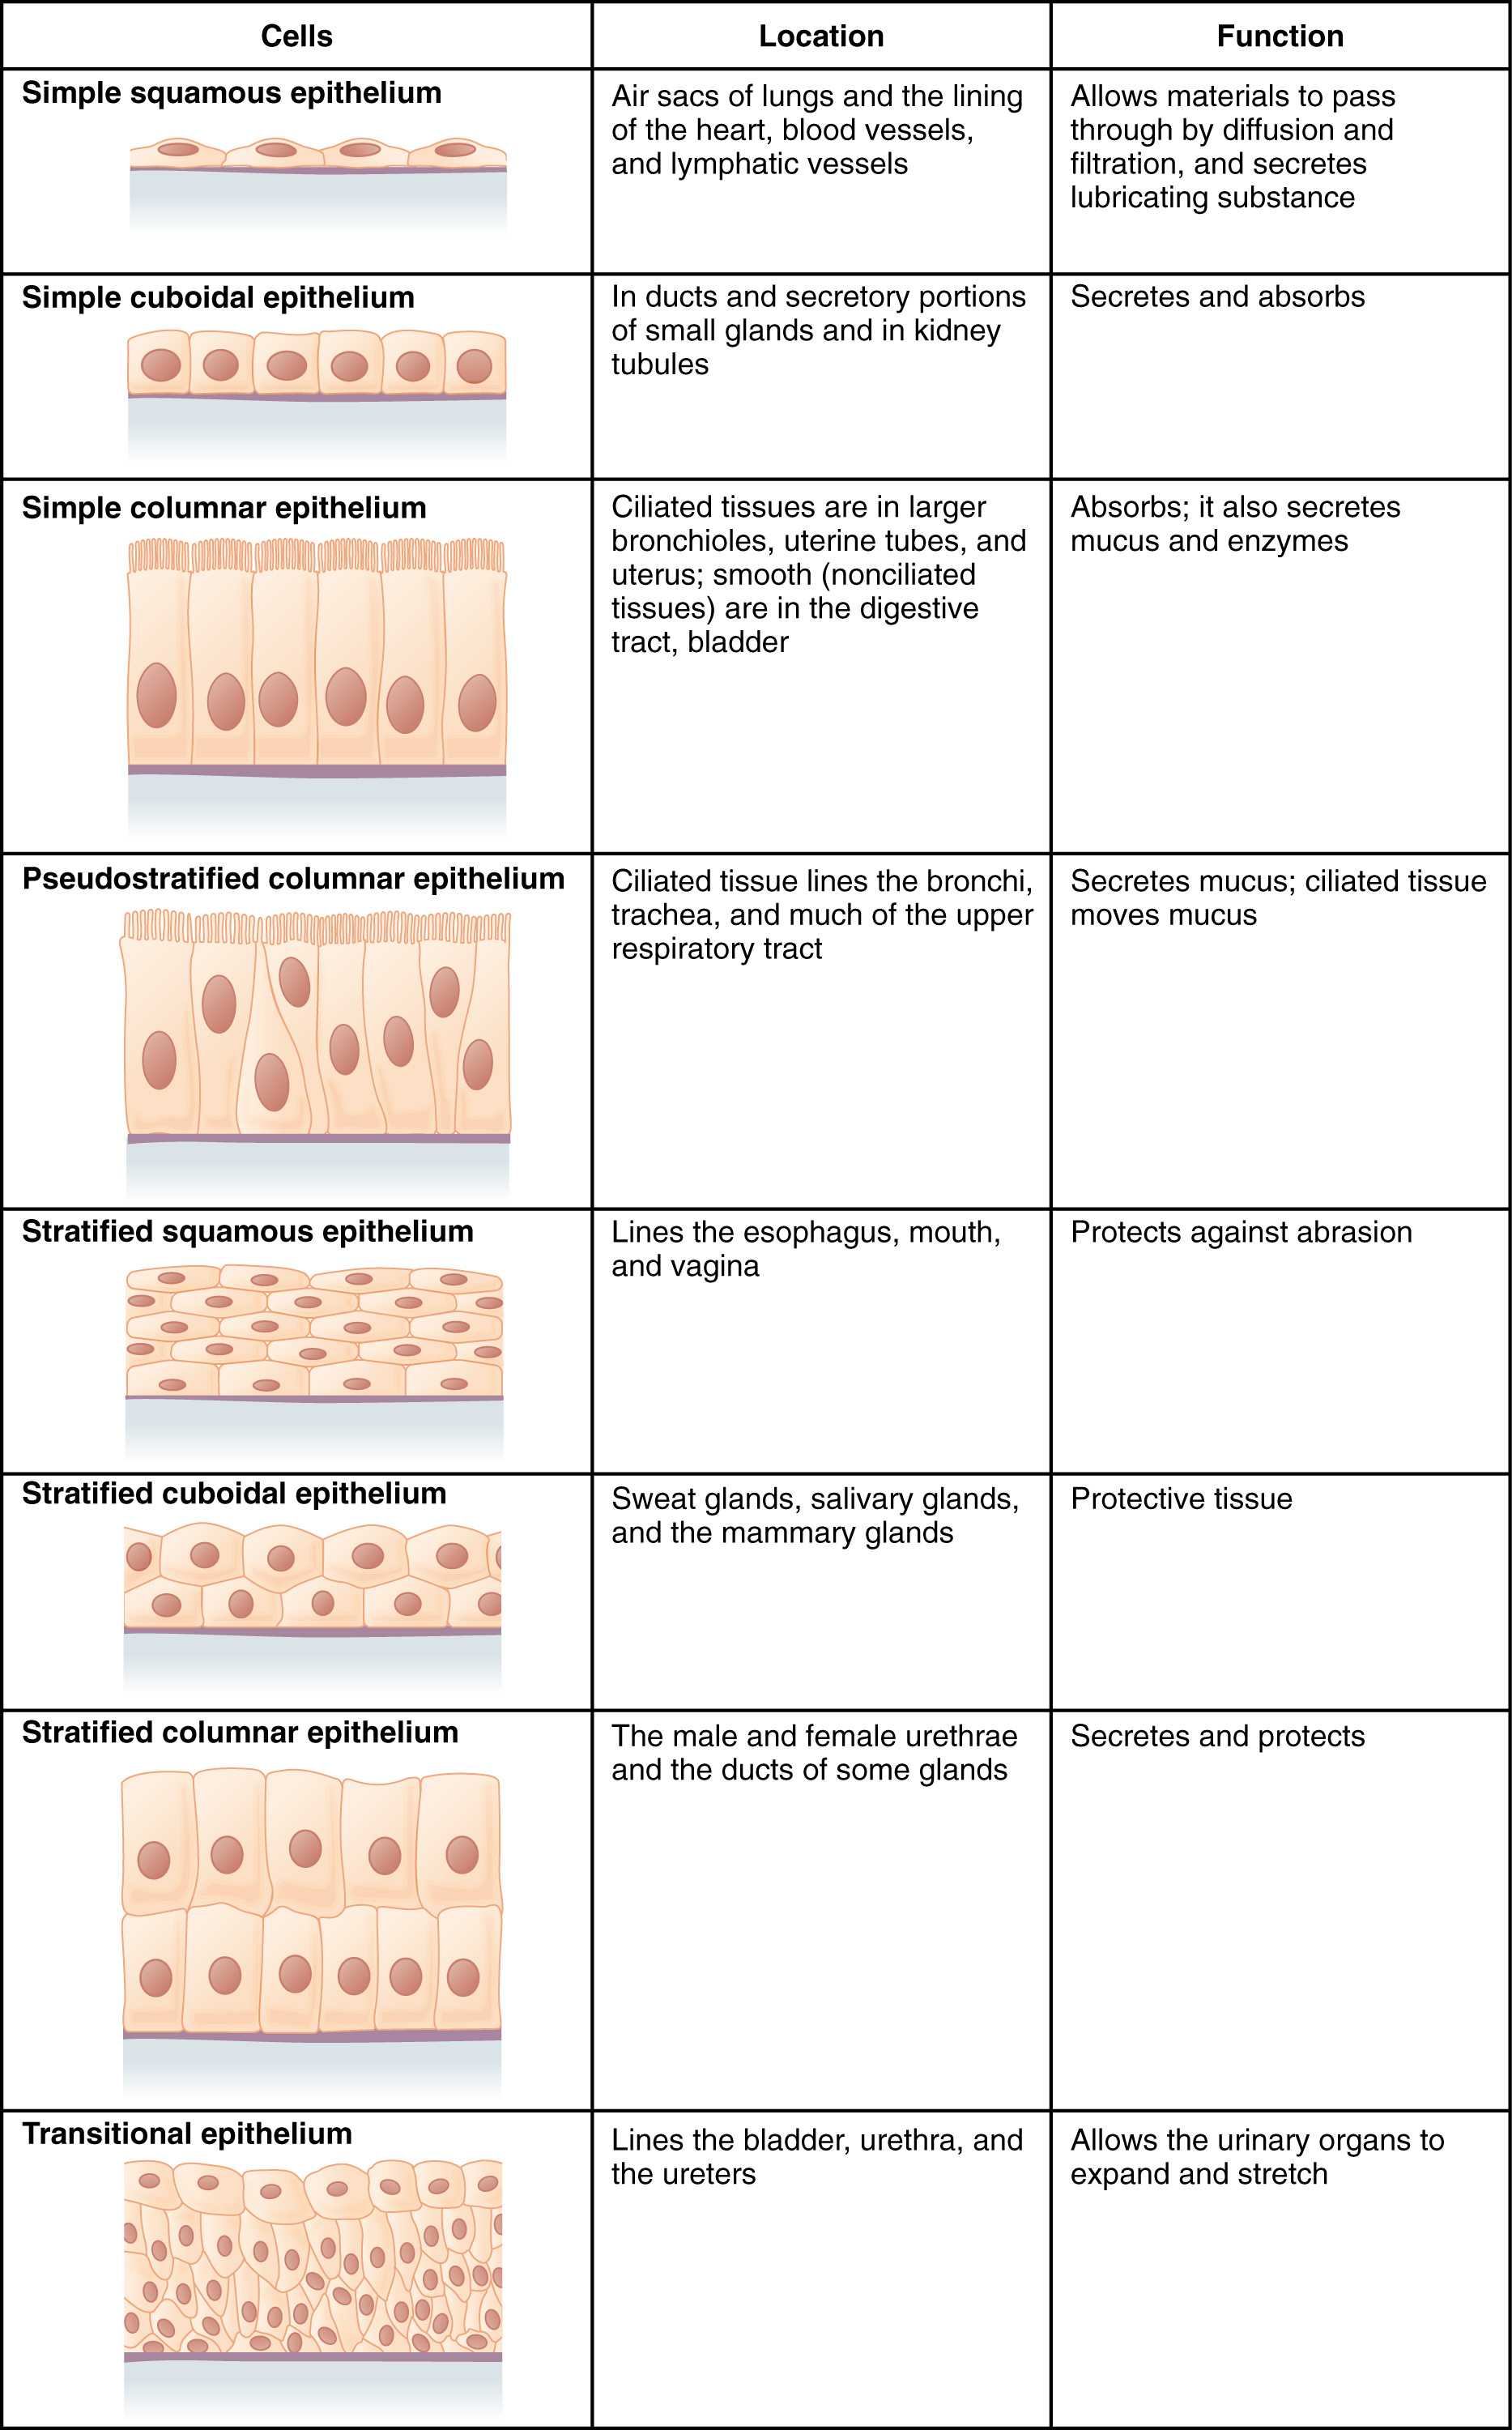 Cells
Location
Function
Simple squamous epithelium
Air sacs of lungs and the lining
of the heart, blood vessels,
and lymphatic vessels
Allows materials to pass
through by diffusion and
filtration, and secretes
lubricating substance
Simple cuboidal epithelium
In ducts and secretory portions
of small glands and in kidney
tubules
Secretes and absorbs
Simple columnar epithelium
Ciliated tissues are in larger
bronchioles, uterine tubes, and
uterus; smooth (nonciliated
tissues) are in the digestive
tract, bladder
Absorbs; it also secretes
mucus and enzymes
Pseudostratified columnar epithelium
Ciliated tissue lines the bronchi,
trachea, and much of the upper
respiratory tract
Secretes mucus; ciliated tissue
moves mucus
Stratified squamous epithelium
Lines the esophagus, mouth,
and vagina
Protects against abrasion
Stratified cuboidal epithelium
Sweat glands, salivary glands,
and the mammary glands
Protective tissue
Stratified columnar epithelium
The male and female urethrae
and the ducts of some glands
Secretes and protects
Transitional epithelium
Lines the bladder, urethra, and
the ureters
Allows the urinary organs to
expand and stretch